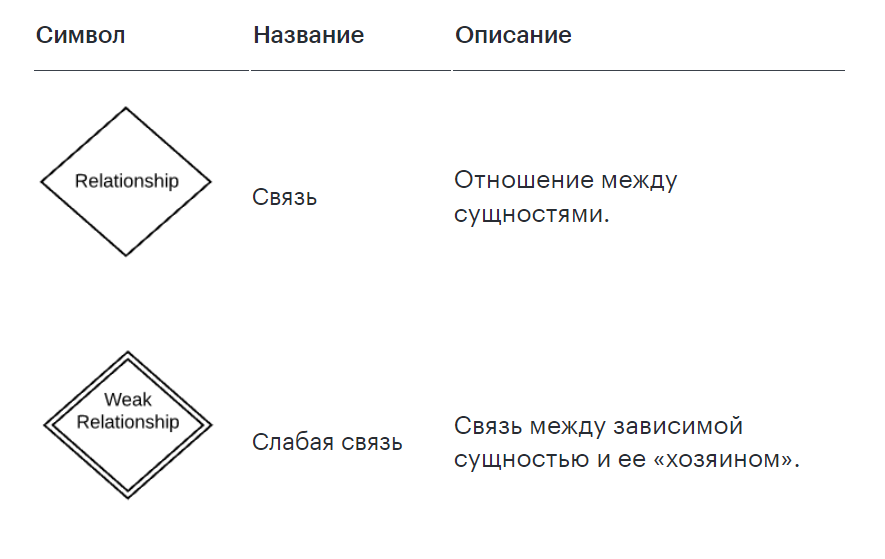 Символ Название Описание
Relationship
Связь
Отношение между
сущностями.
Weak
Relationship
Слабая связь
Связь между зависимой
сущностью и ее «хозяином».